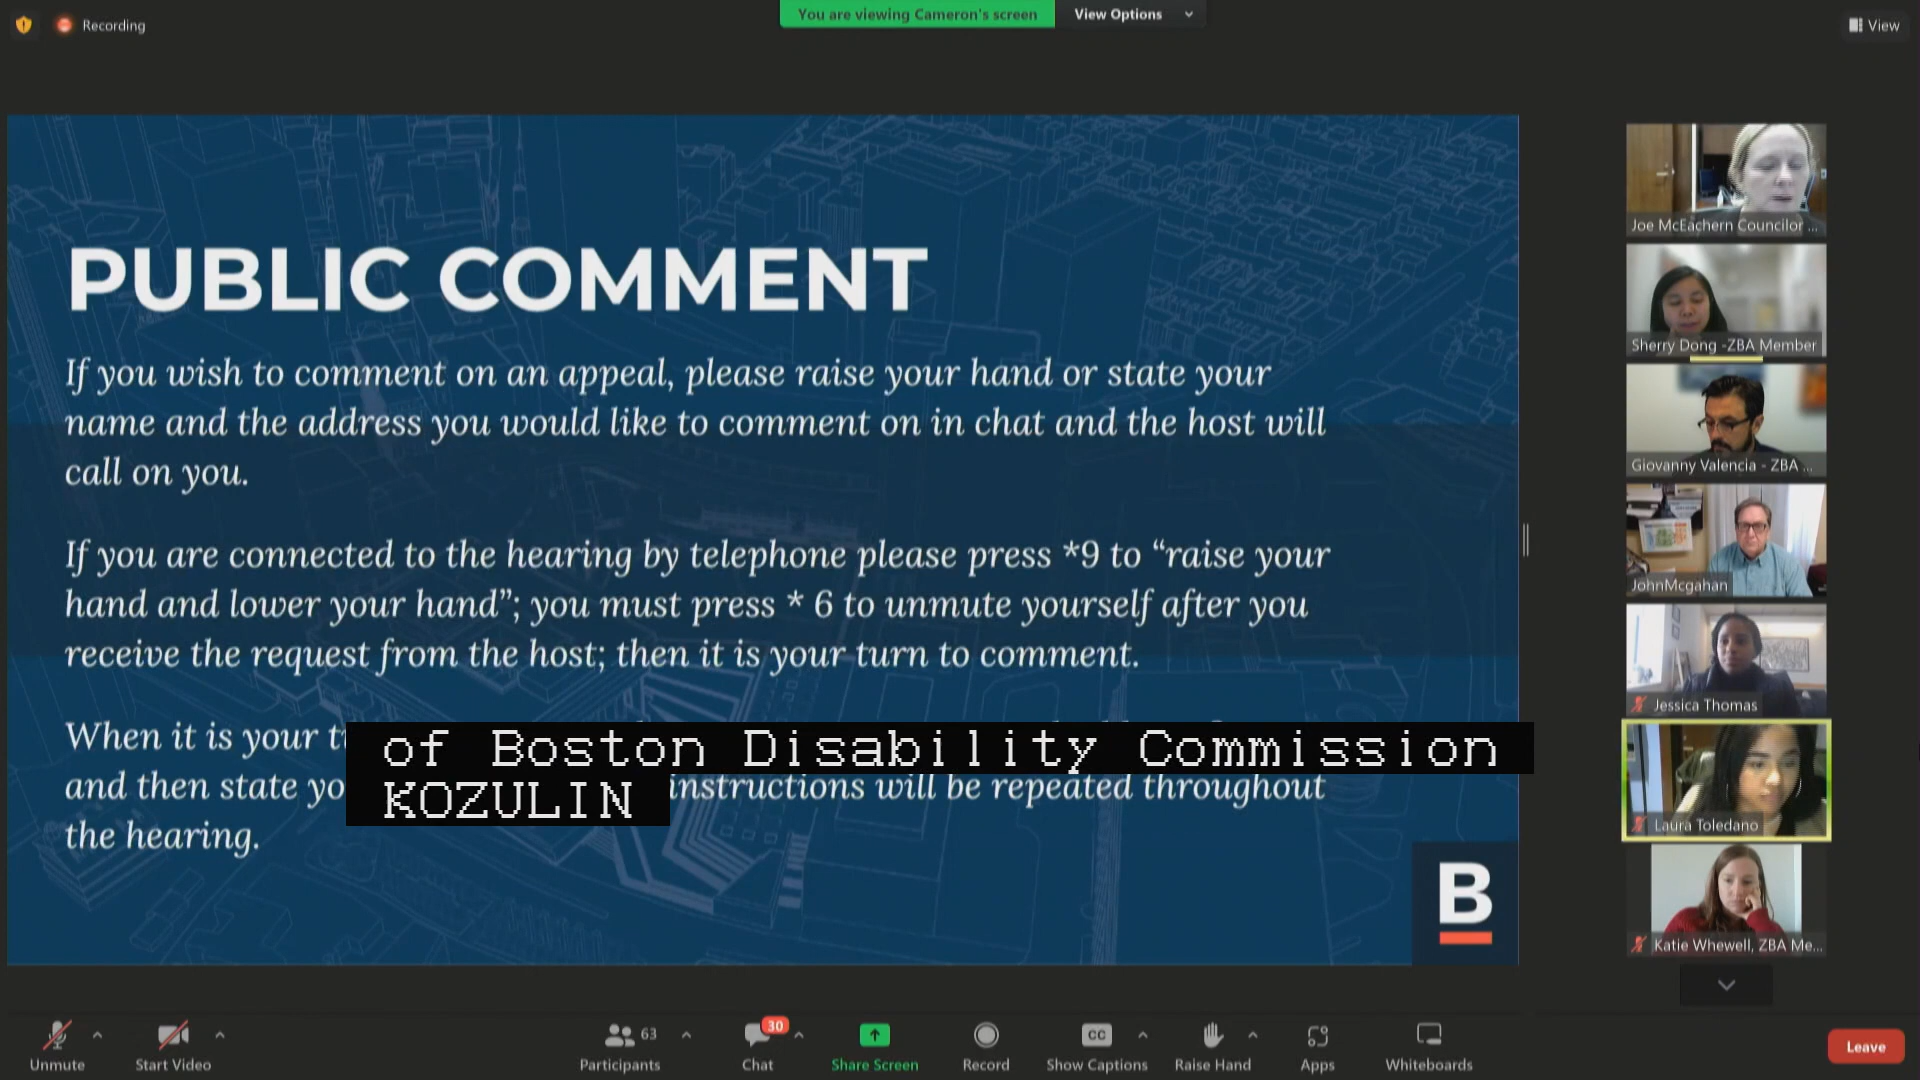 Recording
You are viewing Cameron's screen
View Options
View
PUBLIC COMMENT
If you wish to comment on an appeal, please raise your hand or state your
name and the address you would like to comment on in chat and the host will
call on you.
If you are connected to the hearing by telephone please press *9 to “raise your
hand and lower your hand”; you must press * 6 to unmute yourself after you
receive the request from the host; then it is your turn to comment.
When it is your
and then state instructions will be repeated throughout
the hearing.
of Boston Disability Commission
KOZULIN
B
Joe McEachern Councilor ...
Sherry Dong -ZBA Member
Giovanny Valencia - ZBA ...
JohnMcgahan
Jessica Thomas
Laura Toledano
Katie Whewell, ZBA Me...
Unmute
Start Video
Participants
63
Chat
30
Share Screen
Record
CC
Show Captions
Raise Hand
Apps
Whiteboards
Leave